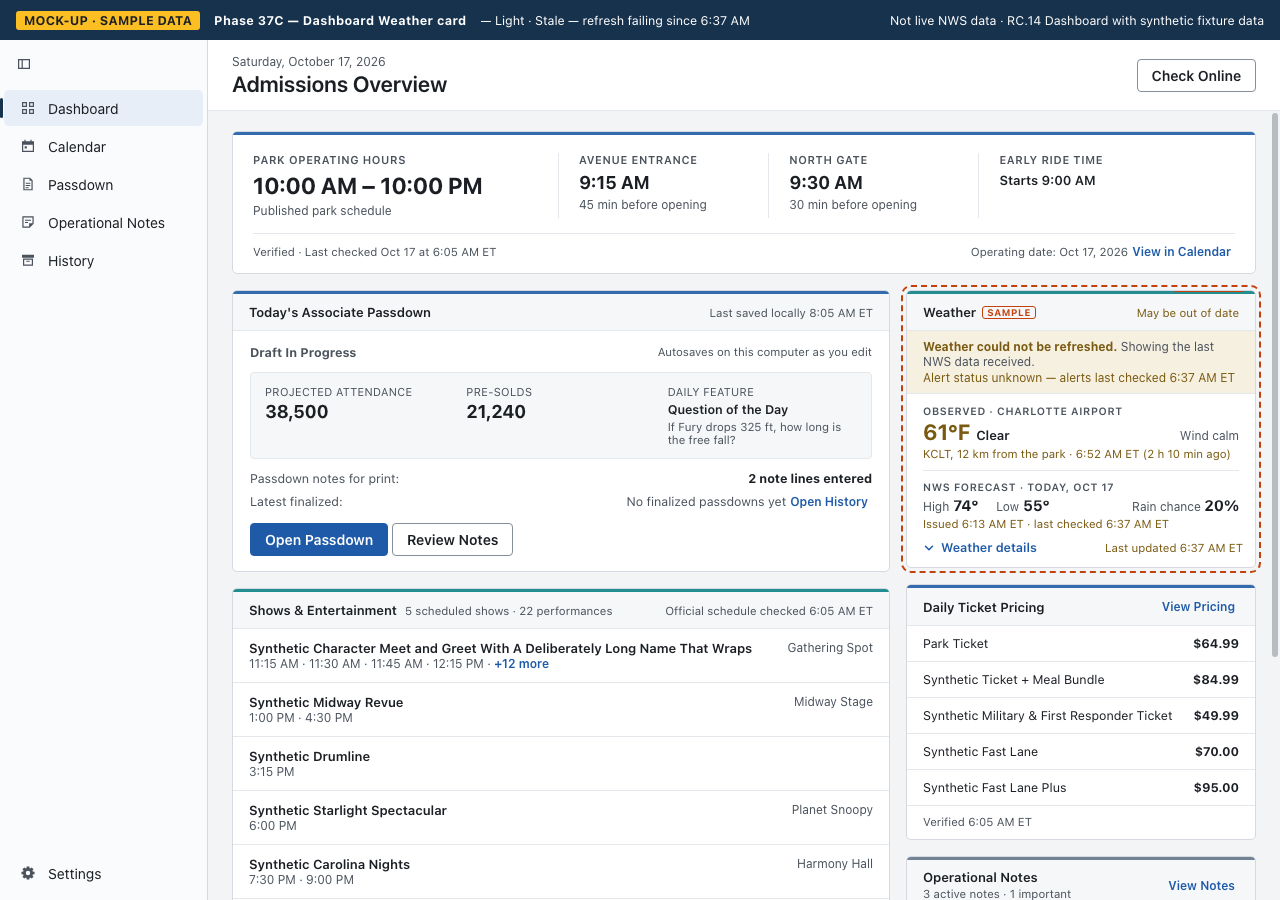 MOCK-UP · SAMPLE DATA Phase 37C — Dashboard Weather card — Light · Stale — refresh failing since 6:37 AM Not live NWS data · RC.14 Dashboard with synthetic fixture data
Dashboard
Calendar
Passdown
Operational Notes
History
Settings
Saturday, October 17, 2026
Admissions Overview
Check Online
PARK OPERATING HOURS
10:00 AM – 10:00 PM
Published park schedule
AVENUE ENTRANCE
9:15 AM
45 min before opening
NORTH GATE
9:30 AM
30 min before opening
EARLY RIDE TIME
Starts 9:00 AM
Verified · Last checked Oct 17 at 6:05 AM ET
Operating date: Oct 17, 2026 View in Calendar
Today's Associate Passdown Last saved locally 8:05 AM ET
Draft In Progress Autosaves on this computer as you edit
PROJECTED ATTENDANCE
38,500
PRE-SOLDS
21,240
DAILY FEATURE
Question of the Day
If Fury drops 325 ft, how long is
the free fall?
Passdown notes for print: 2 note lines entered
Latest finalized: No finalized passdowns yet Open History
Open Passdown Review Notes
Weather SAMPLE May be out of date
Weather could not be refreshed. Showing the last
NWS data received.
Alert status unknown — alerts last checked 6:37 AM ET
OBSERVED · CHARLOTTE AIRPORT
61°F Clear Wind calm
KCLT, 12 km from the park · 6:52 AM ET (2 h 10 min ago)
NWS FORECAST · TODAY, OCT 17
High 74° Low 55° Rain chance 20%
Issued 6:13 AM ET · last checked 6:37 AM ET
Weather details Last updated 6:37 AM ET
Shows & Entertainment 5 scheduled shows · 22 performances Official schedule checked 6:05 AM ET
Synthetic Character Meet and Greet With A Deliberately Long Name That Wraps Gathering Spot
11:15 AM · 11:30 AM · 11:45 AM · 12:15 PM · +12 more
Synthetic Midway Revue Midway Stage
1:00 PM · 4:30 PM
Synthetic Drumline
3:15 PM
Synthetic Starlight Spectacular Planet Snoopy
6:00 PM
Synthetic Carolina Nights Harmony Hall
7:30 PM · 9:00 PM
Daily Ticket Pricing View Pricing
Park Ticket $64.99
Synthetic Ticket + Meal Bundle $84.99
Synthetic Military & First Responder Ticket $49.99
Synthetic Fast Lane $70.00
Synthetic Fast Lane Plus $95.00
Verified 6:05 AM ET
Operational Notes View Notes
3 active notes · 1 important